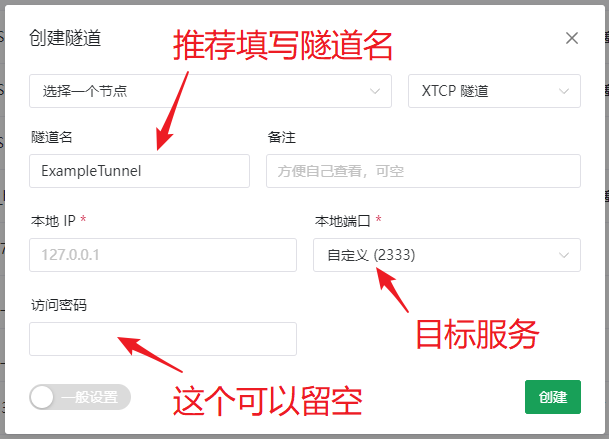 创建隧道
推荐填写隧道名
选择一个节点
XTCP 隧道
隧道名
备注
ExampleTunnel
方便自己查看，可空
本地 IP *
本地端口 *
127.0.0.1
自定义 (2333)
访问密码
目标服务
这个可以留空
一般设置
创建